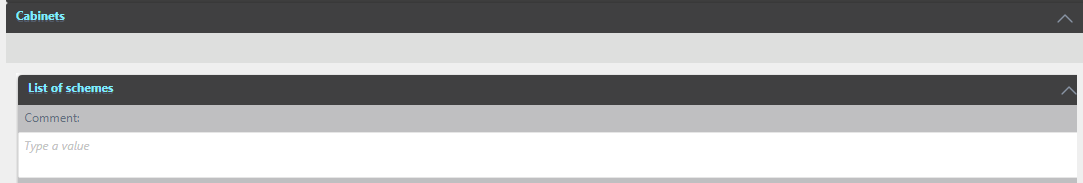 Cabinets
List of schemes
Comment:
Type a value